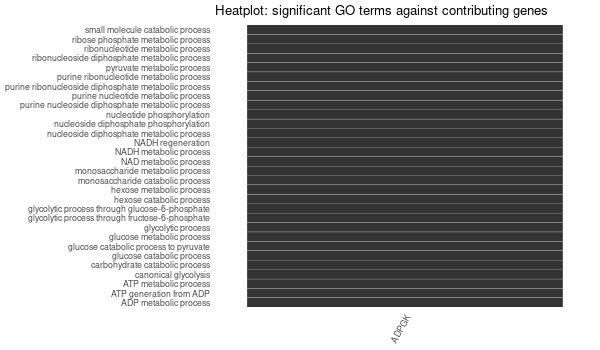 Heatplot: significant GO terms against contributing genes
small molecule catabolic process
ribose phosphate metabolic process
ribonucleotide metabolic process
ribonucleoside diphosphate metabolic process
pyruvate metabolic process
purine ribonucleotide metabolic process
purine ribonucleoside diphosphate metabolic process
purine nucleotide metabolic process
purine nucleoside diphosphate metabolic process
nucleotide phosphorylation
nucleoside diphosphate phosphorylation
nucleoside diphosphate metabolic process
NADH regeneration
NADH metabolic process
NAD metabolic process
monosaccharide metabolic process
monosaccharide catabolic process
hexose metabolic process
hexose catabolic process
glycolytic process through glucose-6-phosphate
glycolytic process through fructose-6-phosphate
glycolytic process
glucose metabolic process
glucose catabolic process to pyruvate
glucose catabolic process
carbohydrate catabolic process
canonical glycolysis
ATP metabolic process
ATP generation from ADP
ADP metabolic process
ADPGK